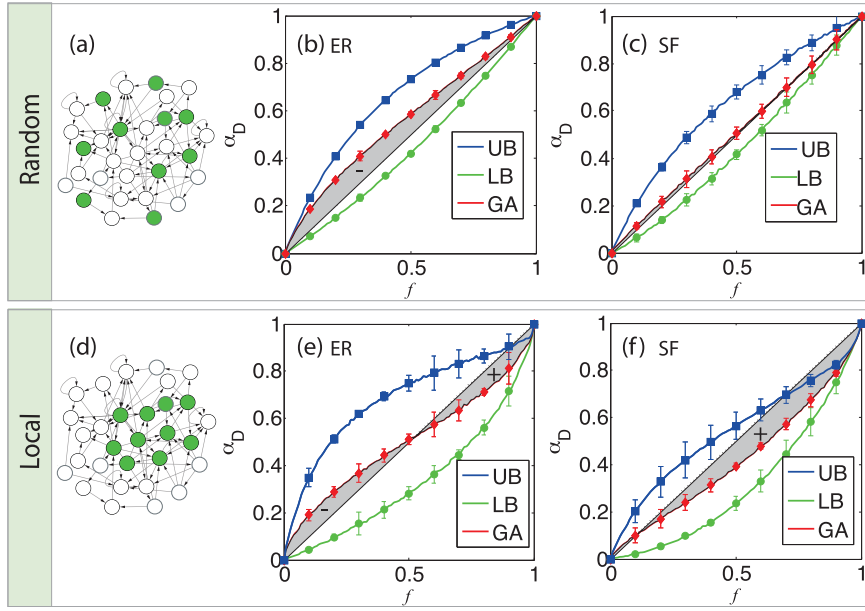 Random
(a)
(b) ER
1
0.8
0.6
0.4
0.2
0
α_D
-
UB
LB
GA
0
0.5
1
f
(c) SF
1
0.8
0.6
0.4
0.2
0
α_D
UB
LB
GA
0
0.5
1
f
Local
(d)
(e) ER
1
0.8
0.6
0.4
0.2
0
α_D
+
-
UB
LB
GA
0
0.5
1
f
(f) SF
1
0.8
0.6
0.4
0.2
0
α_D
+
UB
LB
GA
0
0.5
1
f